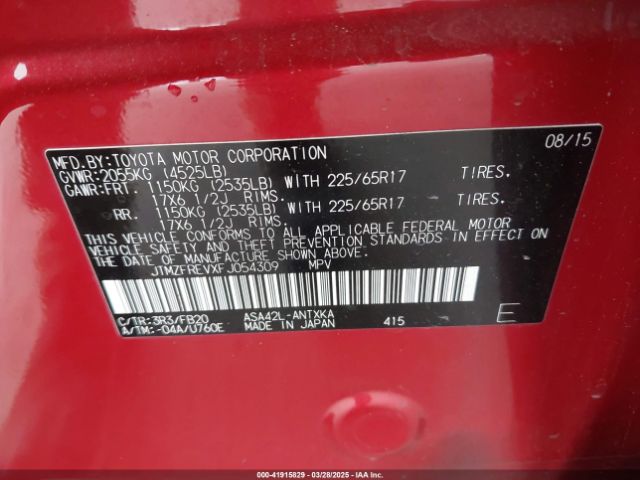 MFD.BY:TOYOTA MOTOR CORPORATION 08/15
GVWR:2055KG (4525LB)
GAWR:FRT. 1150KG (2535LB) WITH 225/65R17 TIRES.
17X6 1/2J RIMS.
RR. 1150KG (2535LB) WITH 225/65R17 TIRES.
17X6 1/2J RIMS.
THIS VEHICLE CONFORMS TO ALL APPLICABLE FEDERAL MOTOR
VEHICLE SAFETY AND THEFT PREVENTION STANDARDS IN EFFECT ON
THE DATE OF MANUFACTURE SHOWN ABOVE.
JTMZFREVXFJ054309 MPV
C/TR:3R3/FB20 ASA42L-ANTXKA
A/TM:-04A/U760E MADE IN JAPAN 415 E
000-41915829 | 03/28/2025 | IAAI.CA